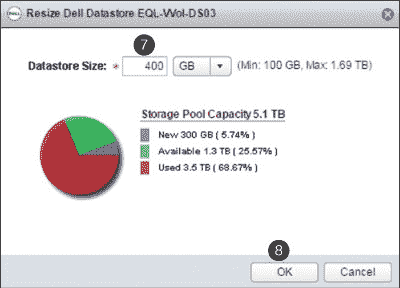 DELL Resize Dell Datastore EQL-VVol-DS03
7
Datastore Size: * 400 GB (Min: 100 GB, Max: 1.69 TB)
Storage Pool Capacity 5.1 TB
New 300 GB ( 5.74% )
Available 1.3 TB ( 25.57% )
Used 3.5 TB ( 68.67% )
8
OK Cancel